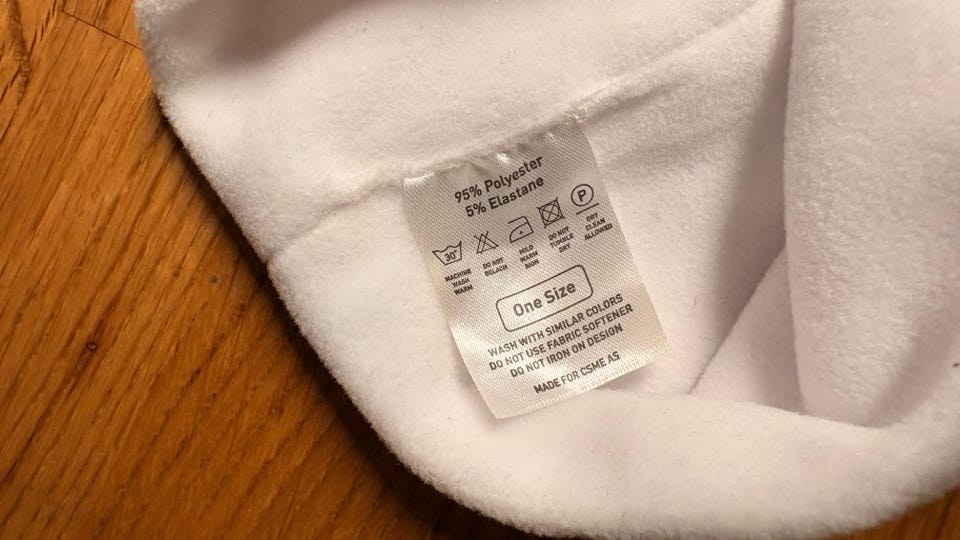 95% Polyester
5% Elastane
30° P
MACHINE WASH WARM
DO NOT BLEACH
MILD WARM IRON
DO NOT TUMBLE DRY
DRY CLEAN ALLOWED
One Size
WASH WITH SIMILAR COLORS
DO NOT USE FABRIC SOFTENER
DO NOT IRON ON DESIGN
MADE FOR CSME AS